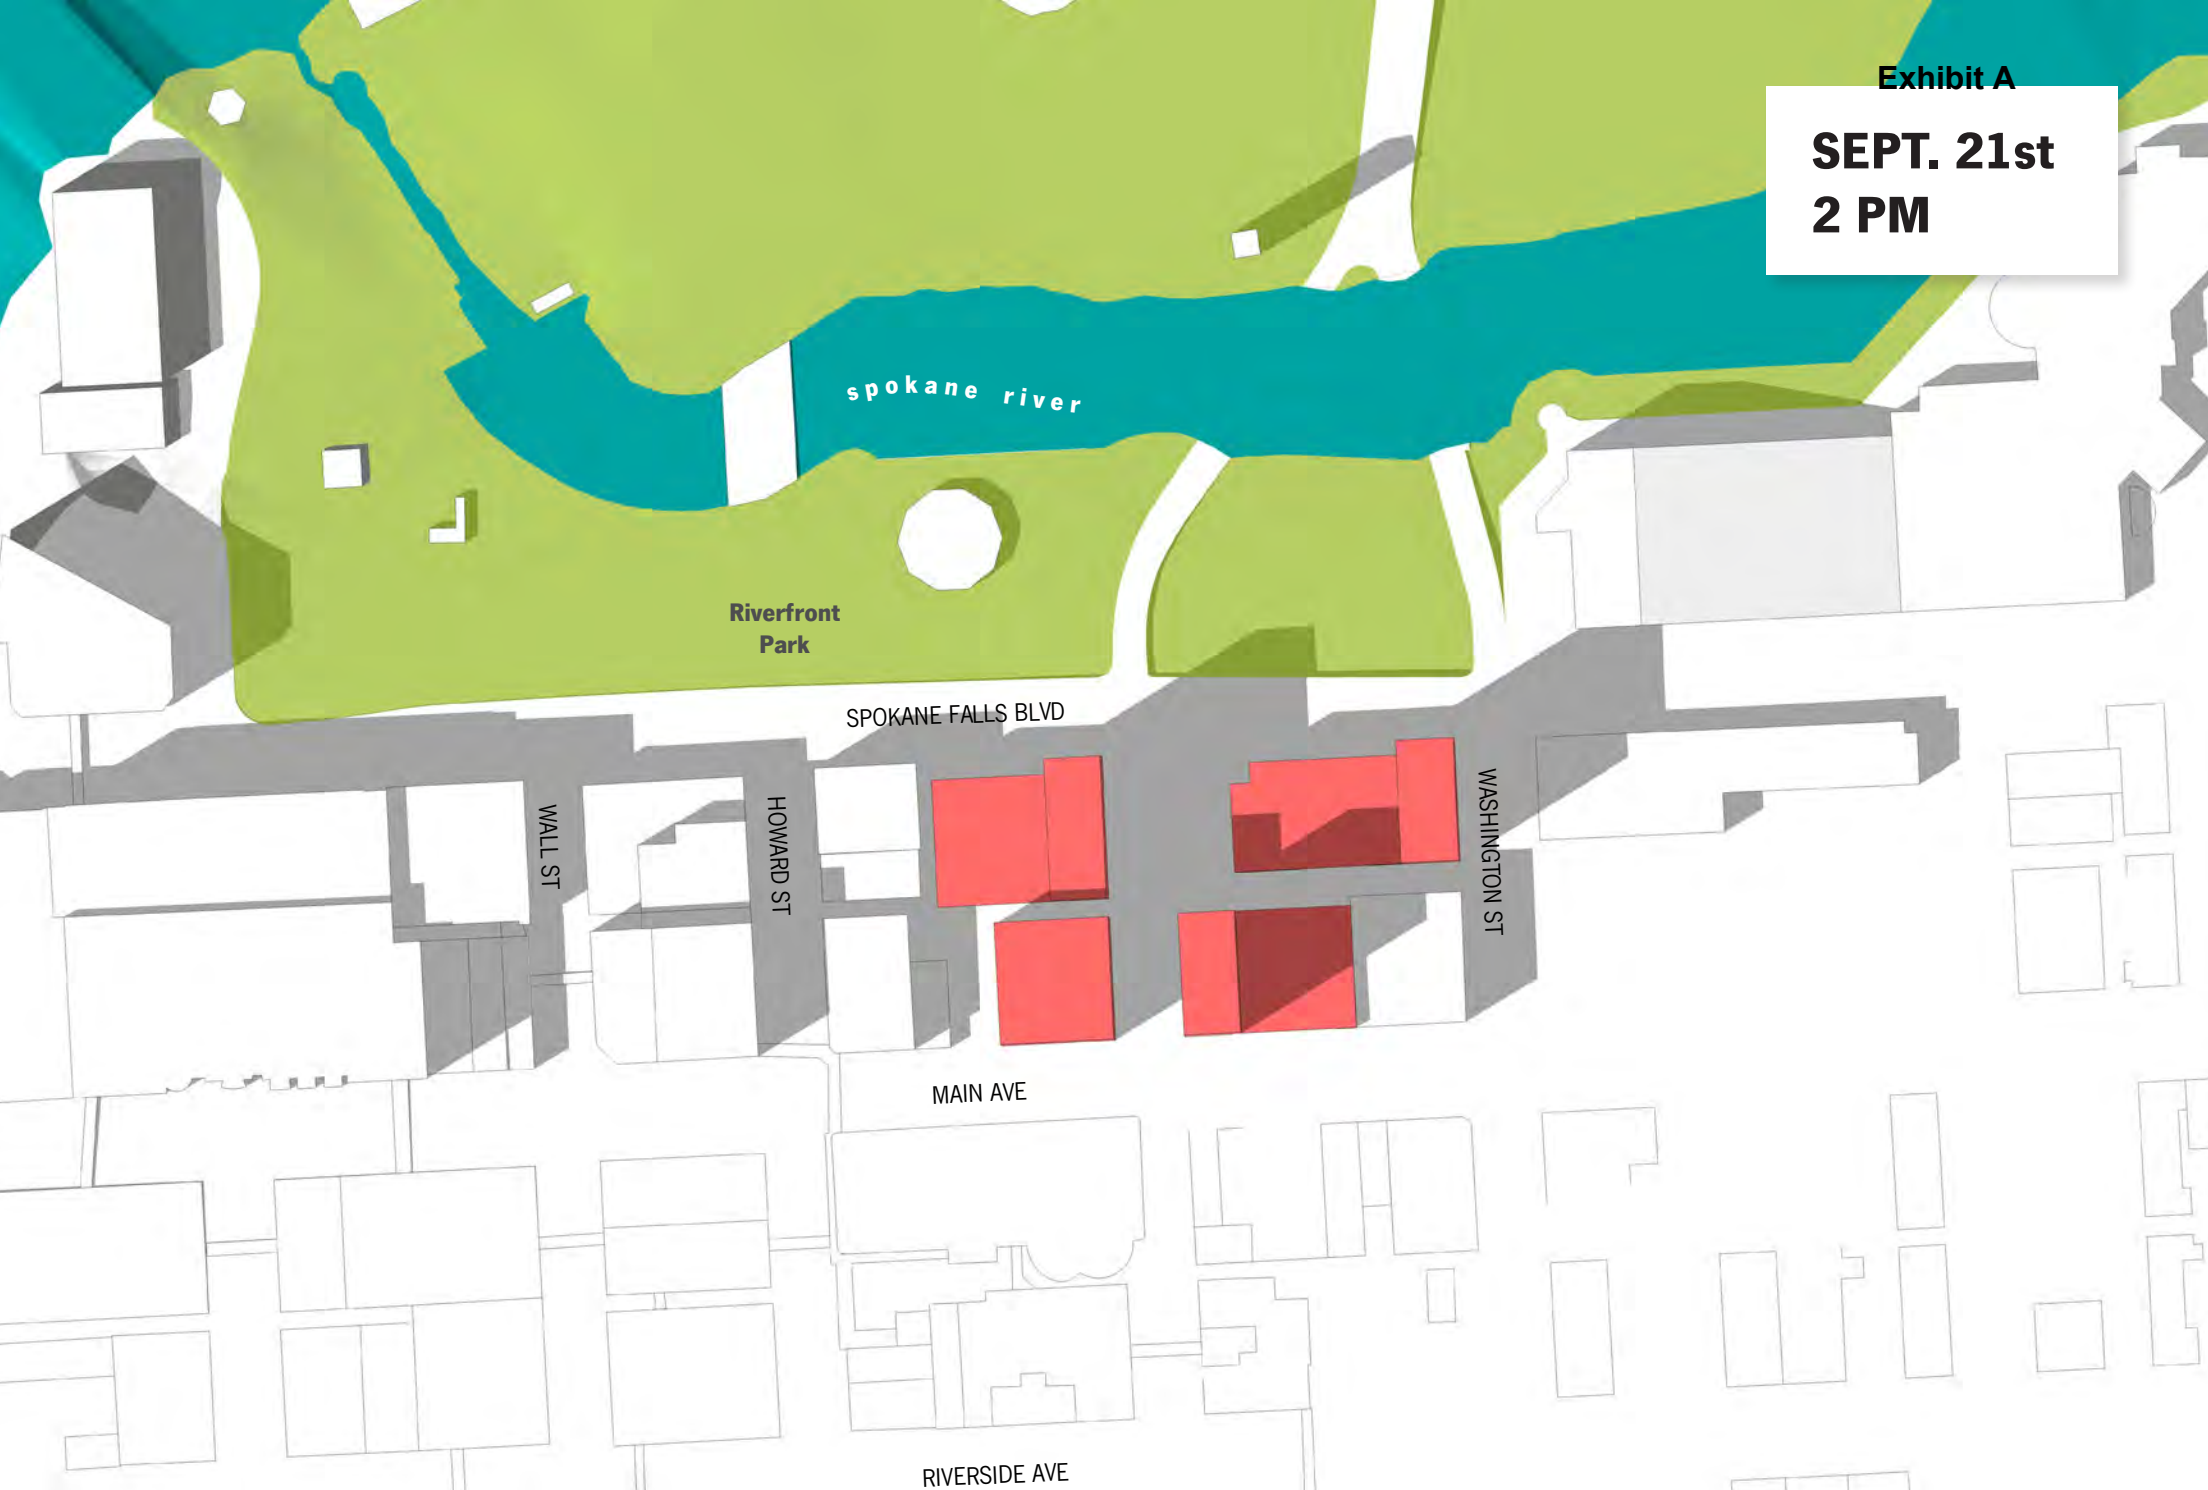 Exhibit A
SEPT. 21st
2 PM
spokane river
Riverfront
Park
SPOKANE FALLS BLVD
WALL ST
HOWARD ST
WASHINGTON ST
MAIN AVE
RIVERSIDE AVE